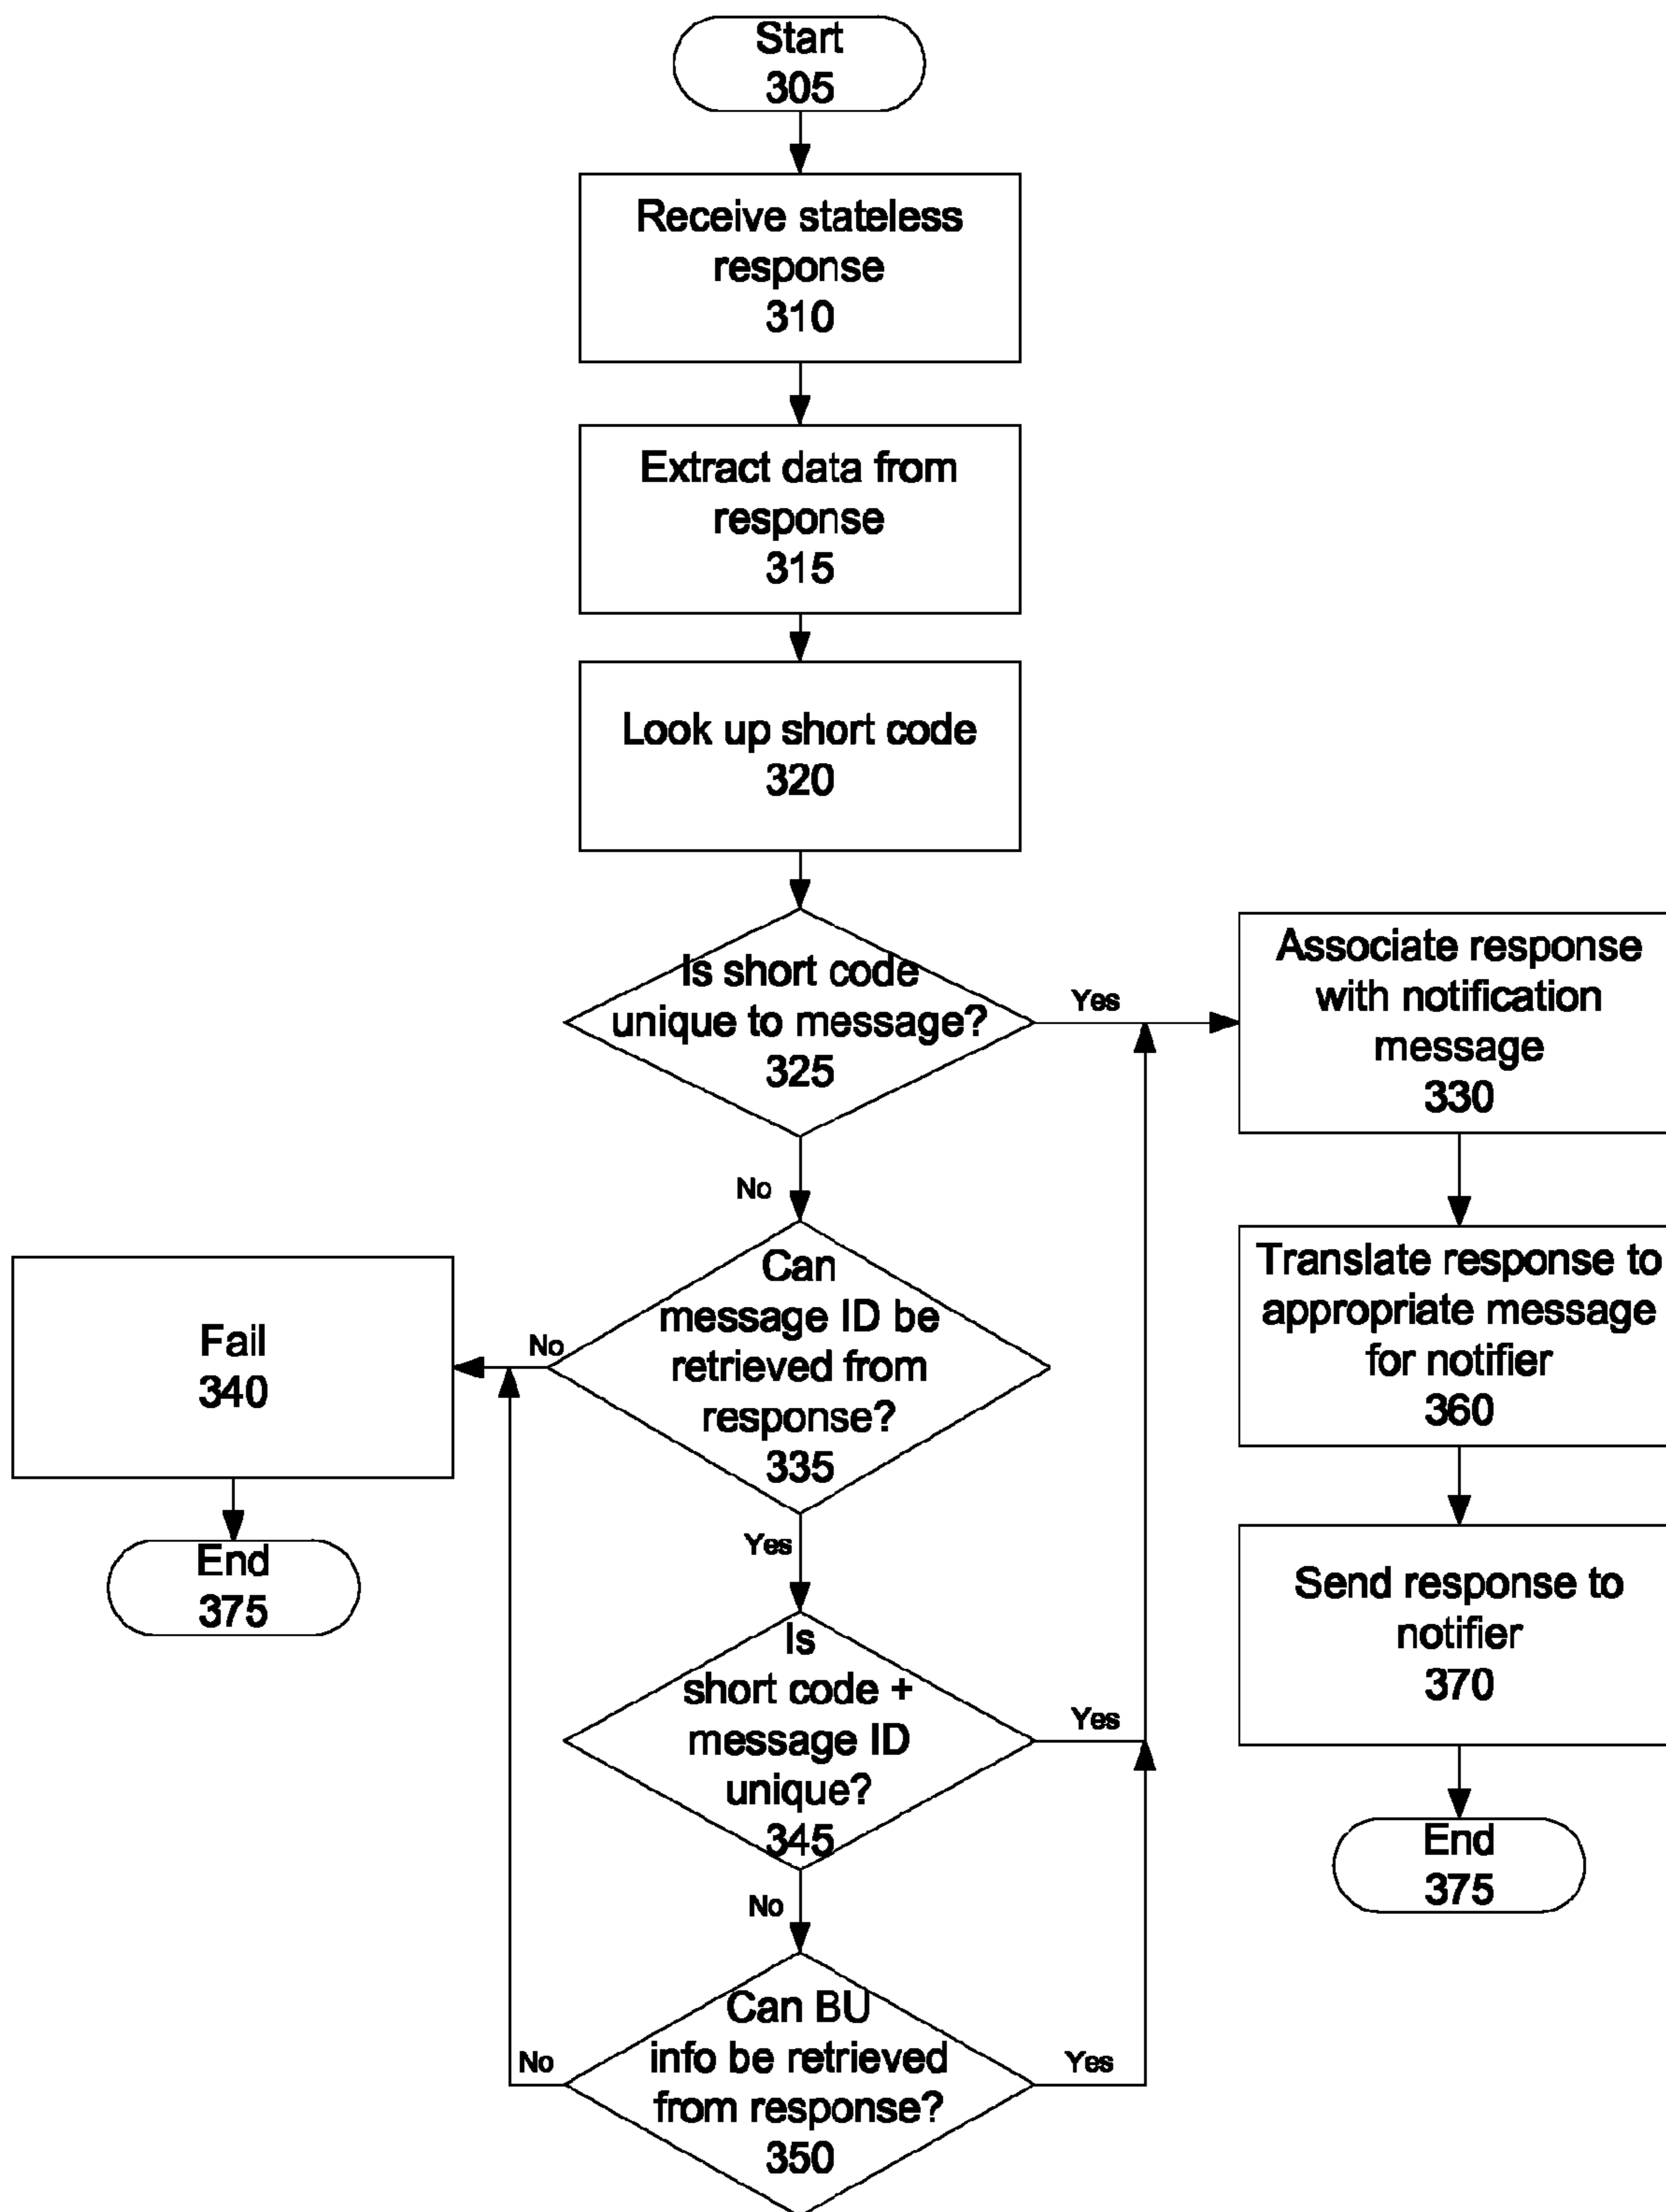 Start
305
Receive stateless
response
310
Extract data from
response
315
Look up short code
320
Is short code
unique to message?
325
Yes
No
Associate response
with notification
message
330
Can
message ID be
retrieved from
response?
335
No
Yes
Fail
340
End
375
Translate response to
appropriate message
for notifier
360
Is
short code +
message ID
unique?
345
Yes
No
Send response to
notifier
370
End
375
Can BU
info be retrieved
from response?
350
No
Yes